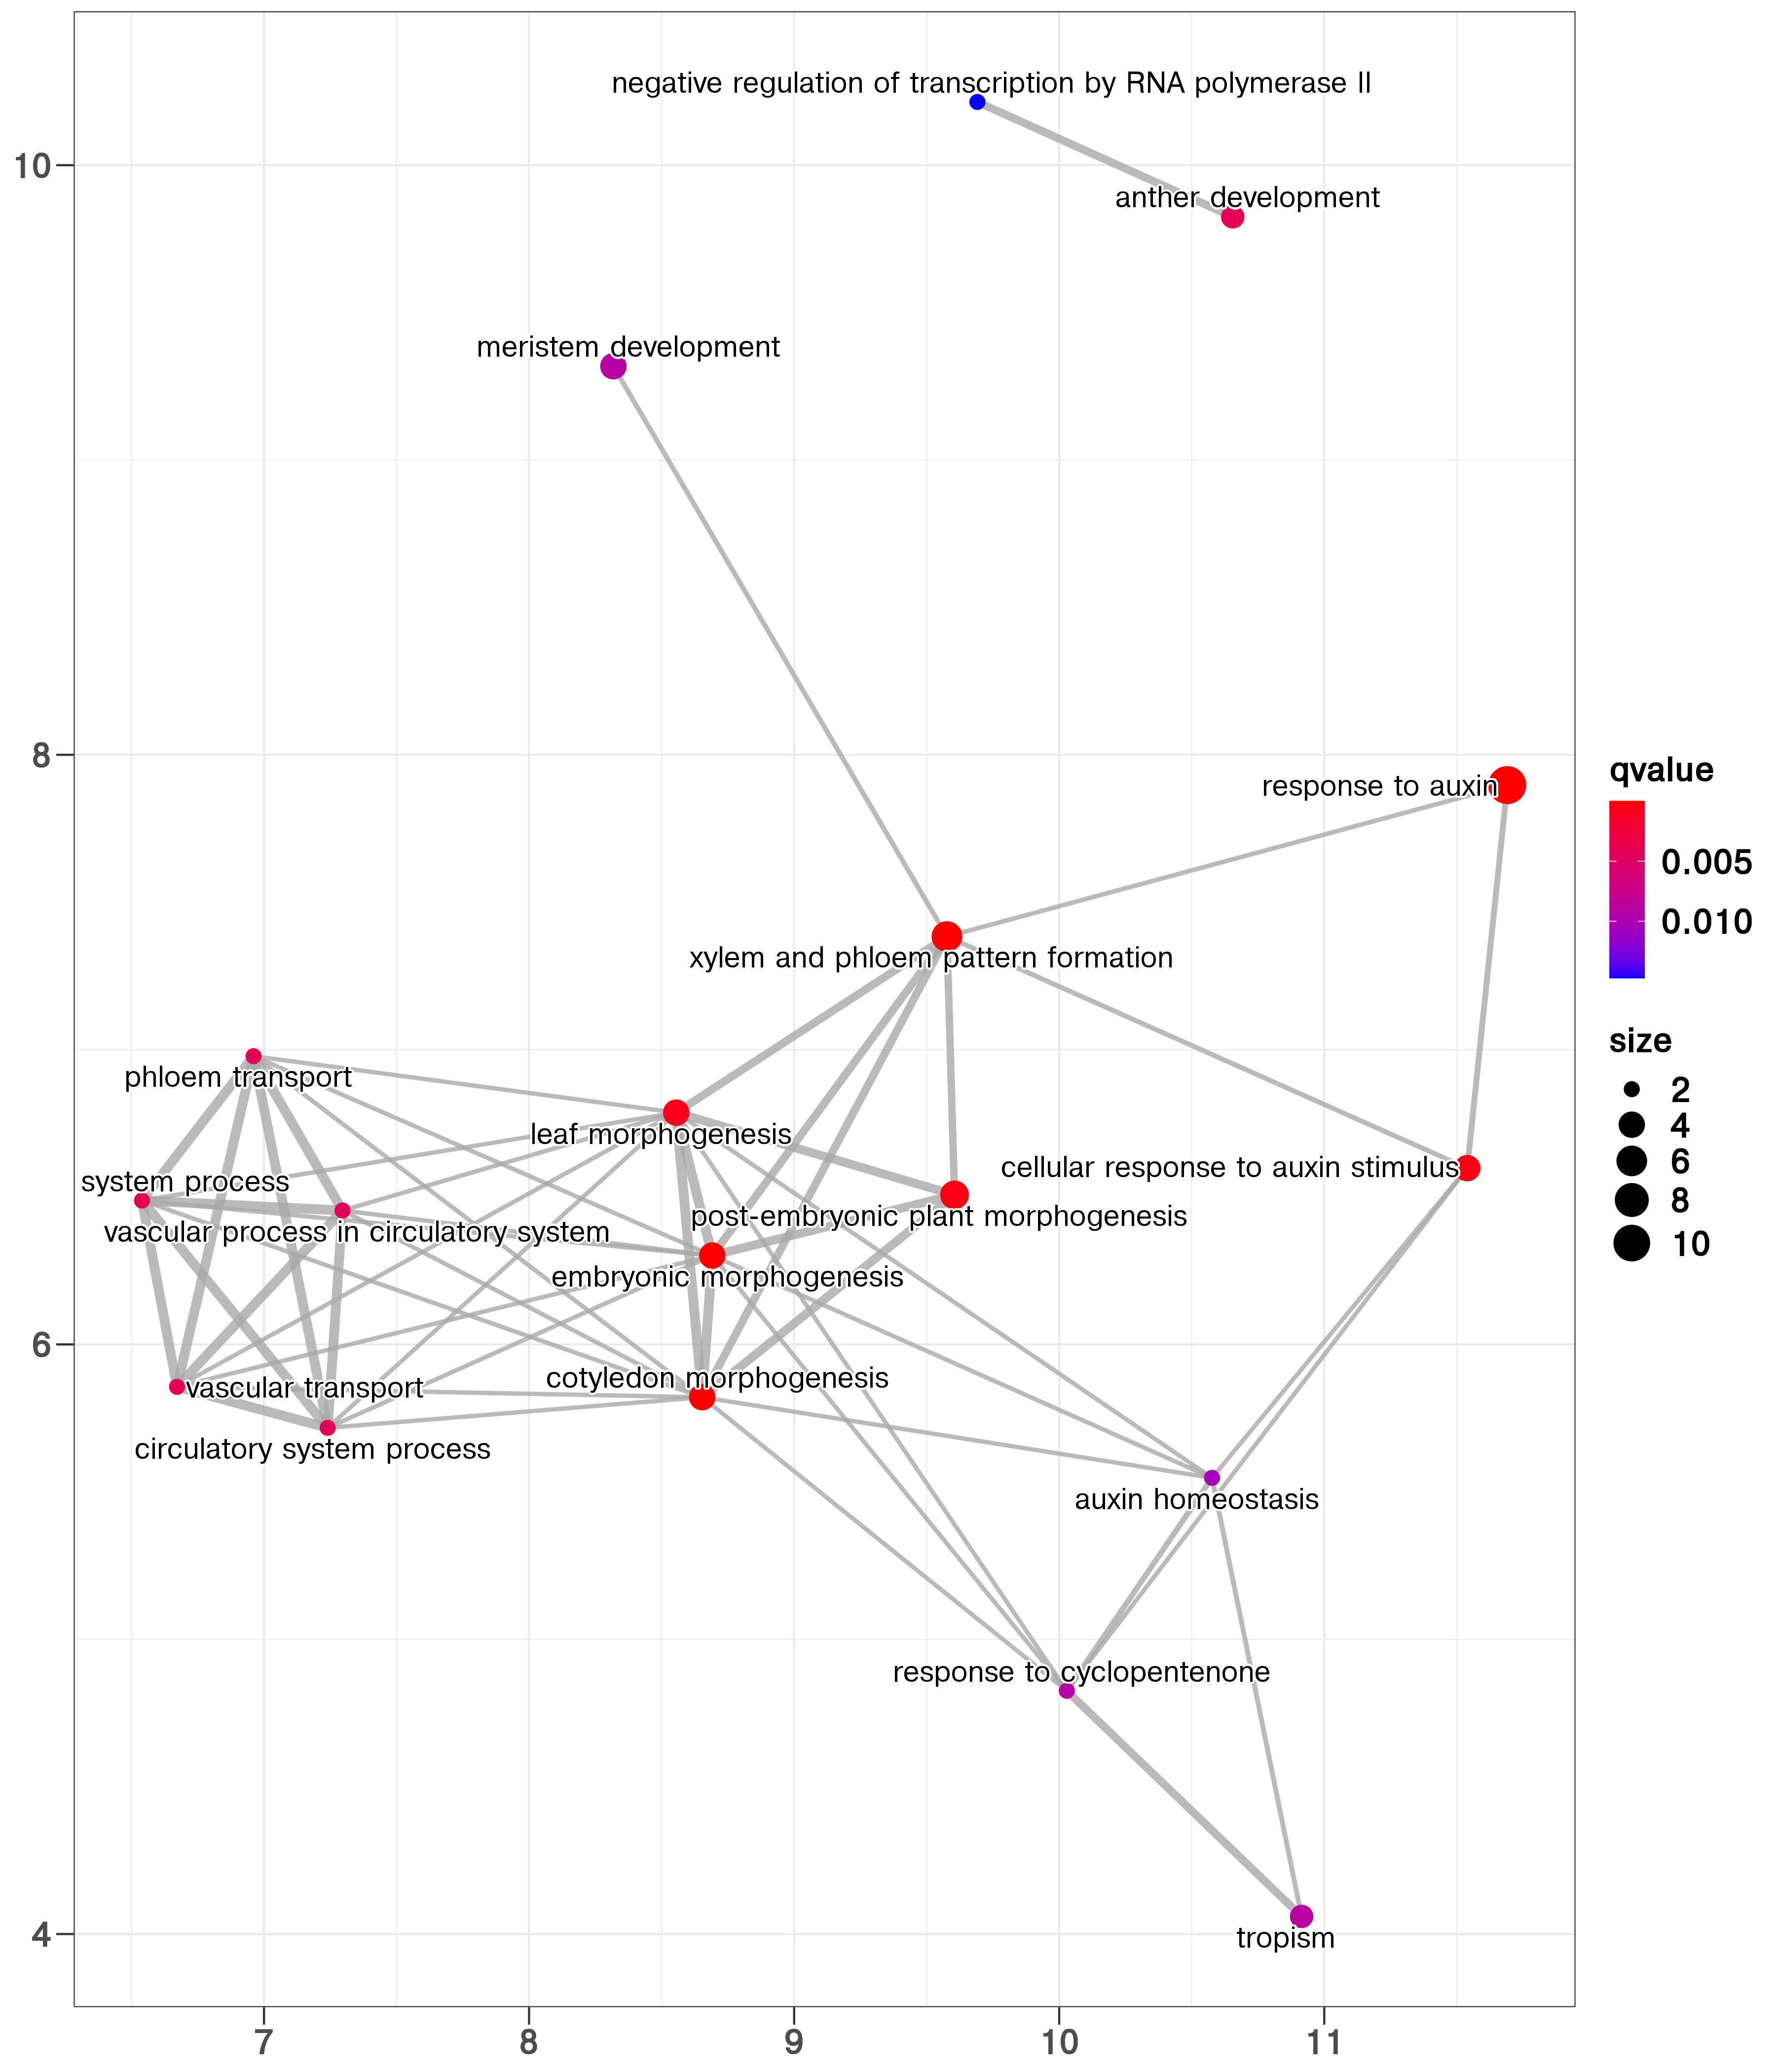 negative regulation of transcription by RNA polymerase II
10
anther development
meristem development
8
response to auxin
qvalue
0.005
0.010
xylem and phloem pattern formation
size
2
4
6
8
10
phloem transport
leaf morphogenesis
cellular response to auxin stimulus
system process
post-embryonic plant morphogenesis
vascular process in circulatory system
embryonic morphogenesis
6
cotyledon morphogenesis
vascular transport
circulatory system process
auxin homeostasis
response to cyclopentenone
4
tropism
7
8
9
10
11